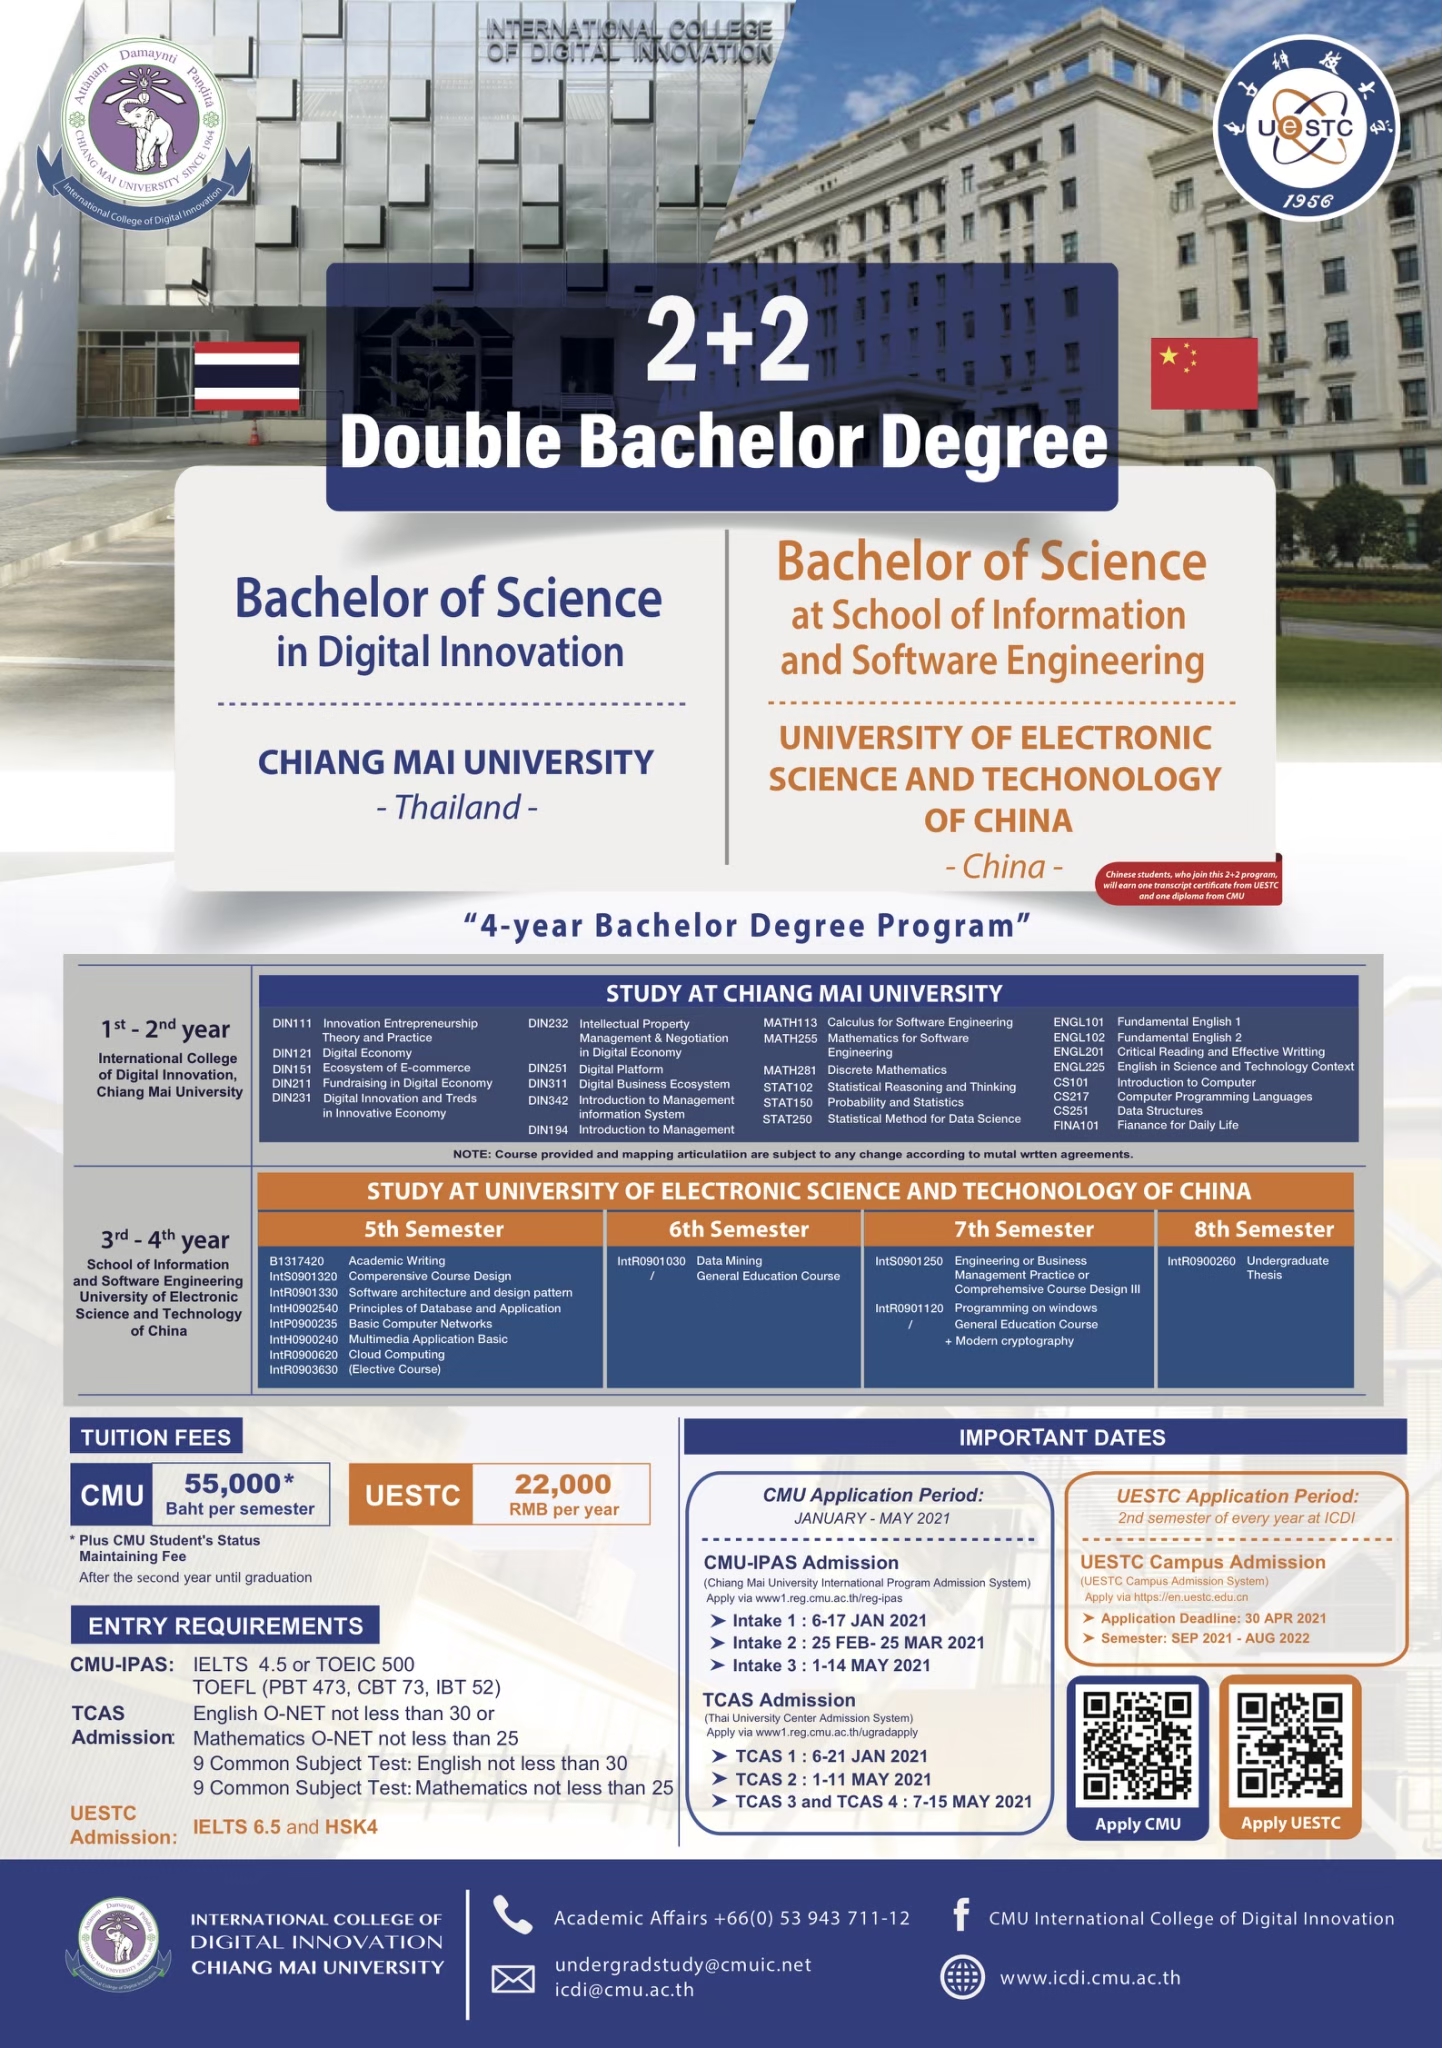 INTERNATIONAL COLLEGE
OF DIGITAL INNOVATION
Attānam Damaynti Paṇḍitā
CHIANG MAI UNIVERSITY SINCE 1964
International College of Digital Innovation
UeSTC
1956
2+2
Double Bachelor Degree
Bachelor of Science
in Digital Innovation
CHIANG MAI UNIVERSITY
- Thailand -
Bachelor of Science
at School of Information
and Software Engineering
UNIVERSITY OF ELECTRONIC
SCIENCE AND TECHONOLOGY
OF CHINA
- China -
Chinese students, who join this 2+2 program,
will earn one transcript certificate from UESTC
and one diploma from CMU
“4-year Bachelor Degree Program”
1st - 2nd year
International College
of Digital Innovation,
Chiang Mai University
STUDY AT CHIANG MAI UNIVERSITY
DIN111 Innovation Entrepreneurship
Theory and Practice
DIN121 Digital Economy
DIN151 Ecosystem of E-commerce
DIN211 Fundraising in Digital Economy
DIN231 Digital Innovation and Treds
in Innovative Economy
DIN232 Intellectual Property
Management & Negotiation
in Digital Economy
DIN251 Digital Platform
DIN311 Digital Business Ecosystem
DIN342 Introduction to Management
information System
DIN194 Introduction to Management
MATH113 Calculus for Software Engineering
MATH255 Mathematics for Software
Engineering
MATH281 Discrete Mathematics
STAT102 Statistical Reasoning and Thinking
STAT150 Probability and Statistics
STAT250 Statistical Method for Data Science
ENGL101 Fundamental English 1
ENGL102 Fundamental English 2
ENGL201 Critical Reading and Effective Writting
ENGL225 English in Science and Technology Context
CS101 Introduction to Computer
CS217 Computer Programming Languages
CS251 Data Structures
FINA101 Fianance for Daily Life
NOTE: Course provided and mapping articulatiion are subject to any change according to mutal wrtten agreements.
3rd - 4th year
School of Information
and Software Engineering
University of Electronic
Science and Technology
of China
STUDY AT UNIVERSITY OF ELECTRONIC SCIENCE AND TECHONOLOGY OF CHINA
5th Semester
B1317420 Academic Writing
IntS0901320 Comperensive Course Design
IntR0901330 Software architecture and design pattern
IntH0902540 Principles of Database and Application
IntP0900235 Basic Computer Networks
IntH0900240 Multimedia Application Basic
IntR0900620 Cloud Computing
IntR0903630 (Elective Course)
6th Semester
IntR0901030 Data Mining
/ General Education Course
7th Semester
IntS0901250 Engineering or Business
Management Practice or
Comprehemsive Course Design III
IntR0901120 Programming on windows
/ General Education Course
+ Modern cryptography
8th Semester
IntR0900260 Undergraduate
Thesis
TUITION FEES
CMU
55,000*
Baht per semester
UESTC
22,000
RMB per year
* Plus CMU Student's Status
Maintaining Fee
After the second year until graduation
ENTRY REQUIREMENTS
CMU-IPAS: IELTS 4.5 or TOEIC 500
TOEFL (PBT 473, CBT 73, IBT 52)
TCAS English O-NET not less than 30 or
Admission: Mathematics O-NET not less than 25
9 Common Subject Test: English not less than 30
9 Common Subject Test: Mathematics not less than 25
UESTC
Admission: IELTS 6.5 and HSK4
IMPORTANT DATES
CMU Application Period:
JANUARY - MAY 2021
CMU-IPAS Admission
(Chiang Mai University International Program Admission System)
Apply via www1.reg.cmu.ac.th/reg-ipas
➤ Intake 1 : 6-17 JAN 2021
➤ Intake 2 : 25 FEB- 25 MAR 2021
➤ Intake 3 : 1-14 MAY 2021
TCAS Admission
(Thai University Center Admission System)
Apply via www1.reg.cmu.ac.th/ugradapply
➤ TCAS 1 : 6-21 JAN 2021
➤ TCAS 2 : 1-11 MAY 2021
➤ TCAS 3 and TCAS 4 : 7-15 MAY 2021
UESTC Application Period:
2nd semester of every year at ICDI
UESTC Campus Admission
(UESTC Campus Admission System)
Apply via https://en.uestc.edu.cn
➤ Application Deadline: 30 APR 2021
➤ Semester: SEP 2021 - AUG 2022
Apply CMU
Apply UESTC
INTERNATIONAL COLLEGE OF
DIGITAL INNOVATION
CHIANG MAI UNIVERSITY
Academic Affairs +66(0) 53 943 711-12
undergradstudy@cmuic.net
icdi@cmu.ac.th
CMU International College of Digital Innovation
www.icdi.cmu.ac.th